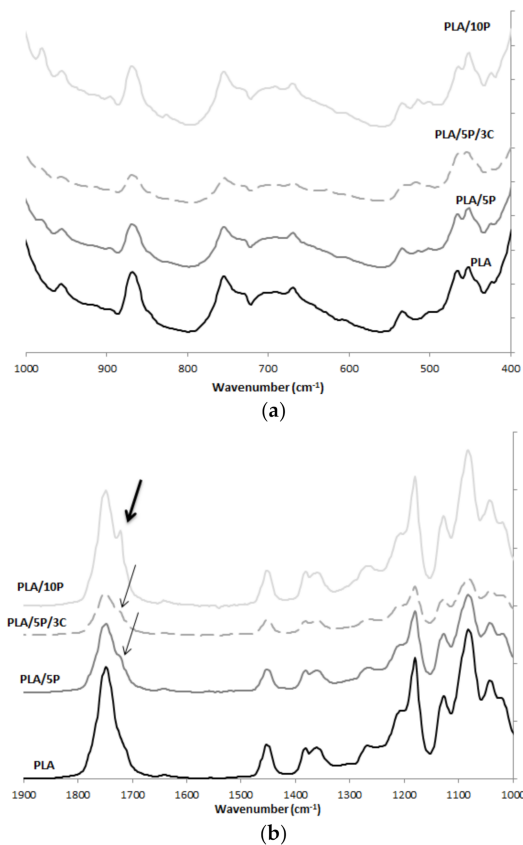 PLA/10P
PLA/5P/3C
PLA/5P
PLA
1000 900 800 700 600 500 400
Wavenumber (cm-1)
(a)
PLA/10P
PLA/5P/3C
PLA/5P
PLA
1900 1800 1700 1600 1500 1400 1300 1200 1100 1000
Wavenumber (cm-1)
(b)